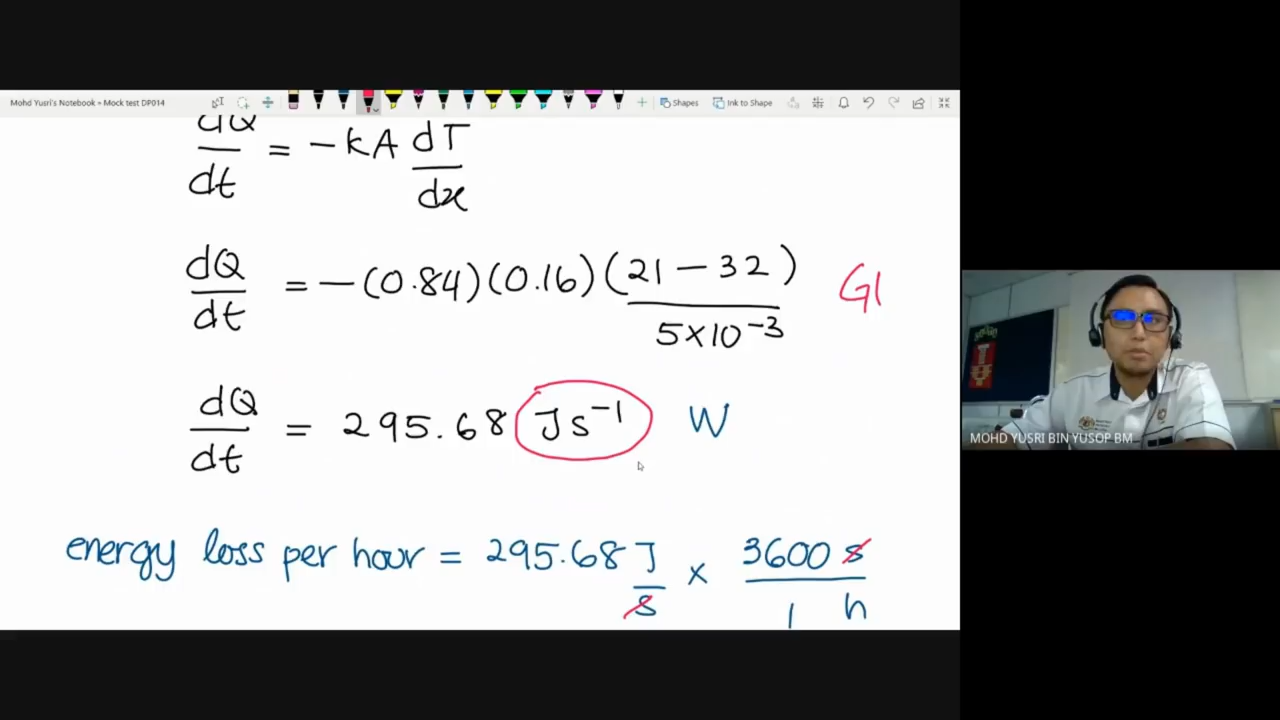 Mohd Yusri's Notebook » Mock test DP014
Shapes
Ink to Shape
dQ/dt = -kA dT/dx
dQ/dt = -(0.84)(0.16)(21-32)/(5×10⁻³) G1
dQ/dt = 295.68 Js⁻¹ W
energy loss per hour = 295.68 J/s × 3600 s/1 h
MOHD YUSRI BIN YUSOP BM